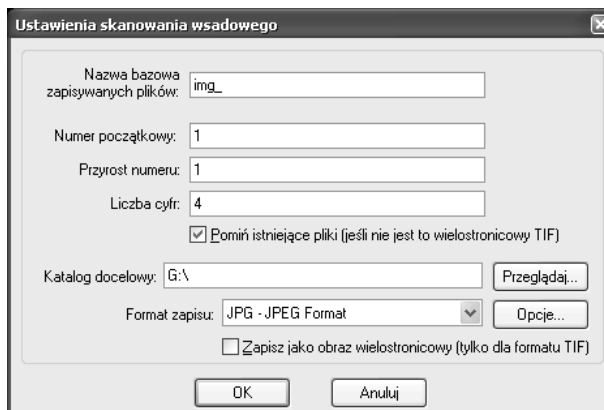 Ustawienia skanowania wsadowego
Nazwa bazowa
zapisywanych plików: img_
Numer początkowy: 1
Przyrost numeru: 1
Liczba cyfr: 4
Pomiń istniejące pliki (jeśli nie jest to wielostronicowy TIF)
Katalog docelowy: G:\ Przeglądaj...
Format zapisu: JPG - JPEG Format Opcje...
Zapisz jako obraz wielostronicowy (tylko dla formatu TIF)
OK Anuluj